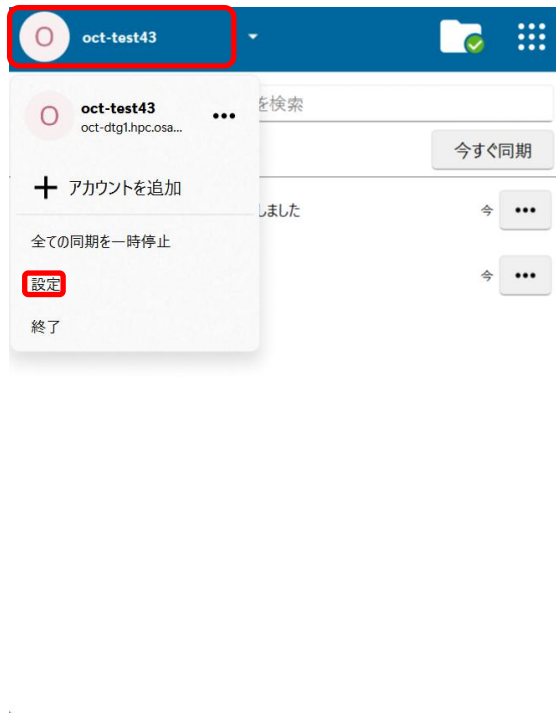 O oct-test43
O oct-test43
oct-dtg1.hpc.osa...
を検索
今すぐ同期
アカウントを追加
しました 今
全ての同期を一時停止
設定 今
終了